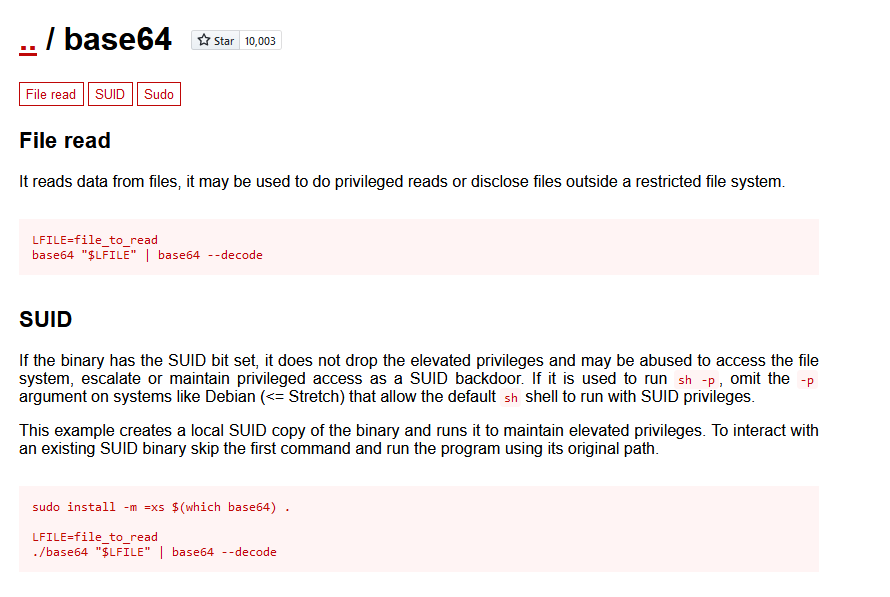 .. / base64
Star 10,003
File read SUID Sudo
File read
It reads data from files, it may be used to do privileged reads or disclose files outside a restricted file system.
LFILE=file_to_read
base64 "$LFILE" | base64 --decode
SUID
If the binary has the SUID bit set, it does not drop the elevated privileges and may be abused to access the file
system, escalate or maintain privileged access as a SUID backdoor. If it is used to run sh -p, omit the -p
argument on systems like Debian (<= Stretch) that allow the default sh shell to run with SUID privileges.
This example creates a local SUID copy of the binary and runs it to maintain elevated privileges. To interact with
an existing SUID binary skip the first command and run the program using its original path.
sudo install -m =xs $(which base64) .
LFILE=file_to_read
./base64 "$LFILE" | base64 --decode